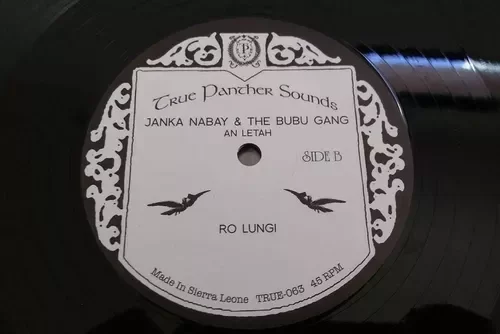 P
True Panther Sounds
JANKA NABAY & THE BUBU GANG
AN LETAH
SIDE B
RO LUNGI
Made In Sierra Leone TRUE-063 45 RPM